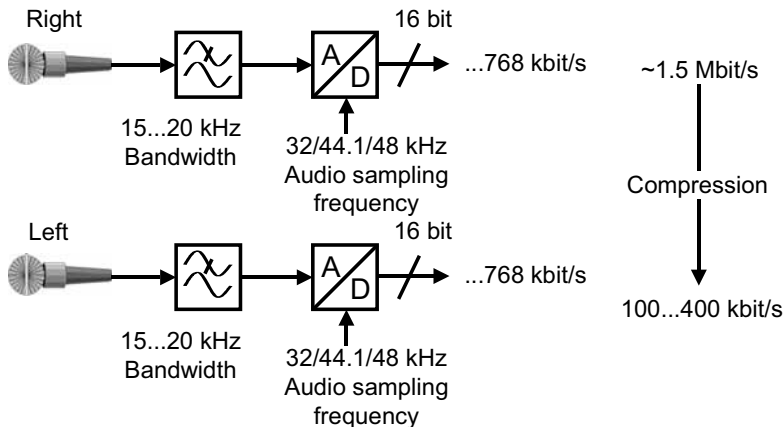 Right
16 bit
A
D
...768 kbit/s
15...20 kHz
Bandwidth
32/44.1/48 kHz
Audio sampling
frequency
Left
16 bit
A
D
...768 kbit/s
15...20 kHz
Bandwidth
32/44.1/48 kHz
Audio sampling
frequency
~1.5 Mbit/s
Compression
100...400 kbit/s